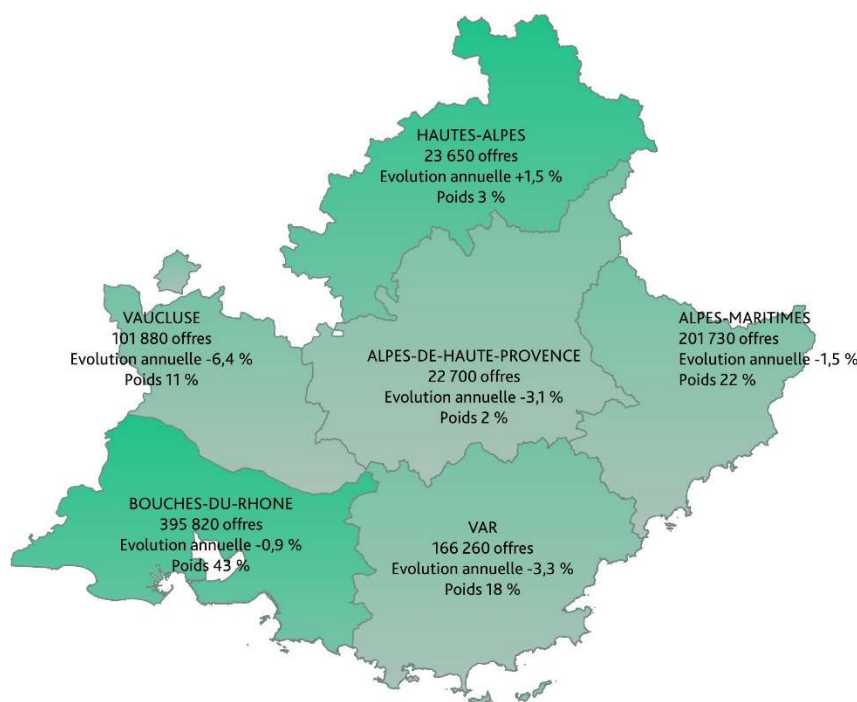 HAUTES-ALPES
23 650 offres
Evolution annuelle +1,5 %
Poids 3 %
VAUCLUSE
101 880 offres
Evolution annuelle -6,4 %
Poids 11 %
ALPES-DE-HAUTE-PROVENCE
22 700 offres
Evolution annuelle -3,1 %
Poids 2 %
ALPES-MARITIMES
201 730 offres
Evolution annuelle -1,5 %
Poids 22 %
BOUCHES-DU-RHONE
395 820 offres
Evolution annuelle -0,9 %
Poids 43 %
VAR
166 260 offres
Evolution annuelle -3,3 %
Poids 18 %